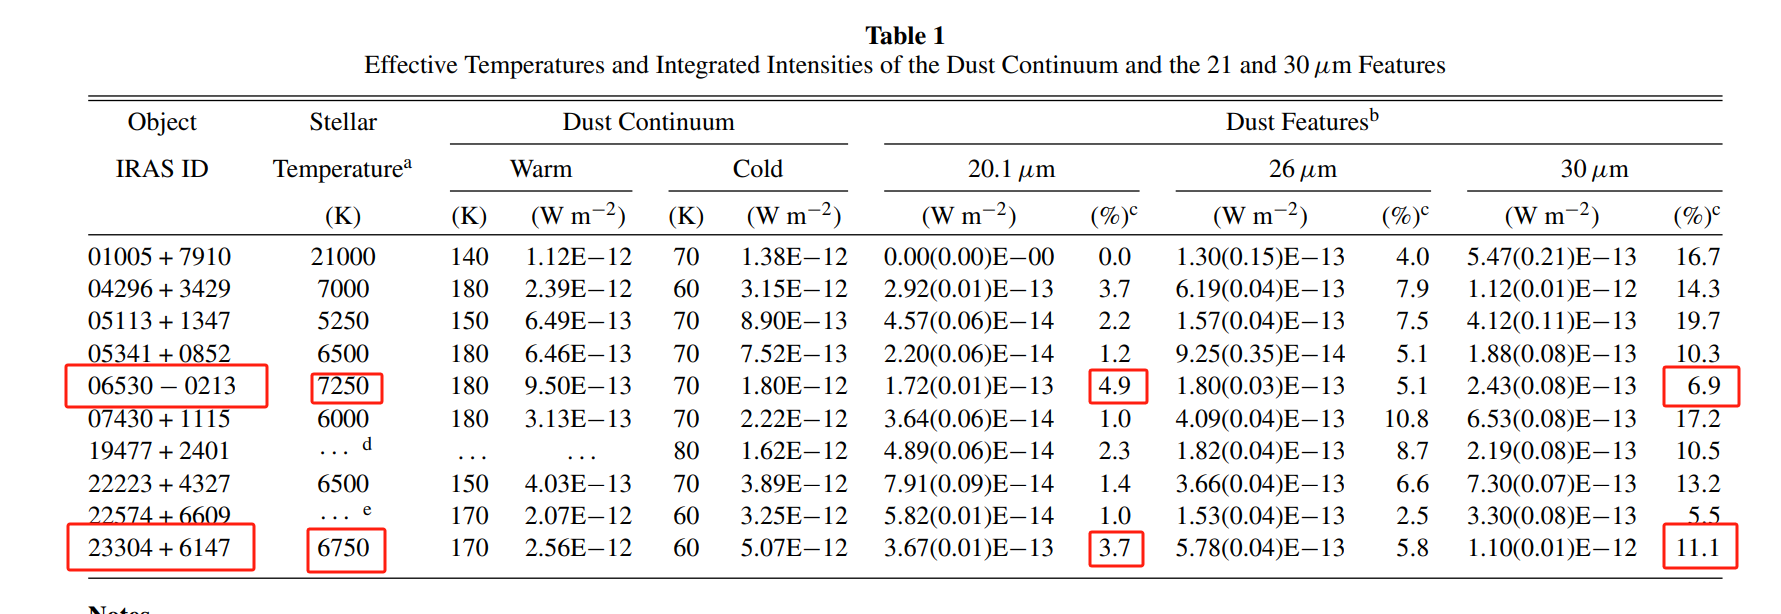 Table 1
Effective Temperatures and Integrated Intensities of the Dust Continuum and the 21 and 30 μm Features
Object Stellar Dust Continuum Dust Featuresᵇ
IRAS ID Temperatureᵃ Warm Cold 20.1 μm 26 μm 30 μm
(K) (K) (W m⁻²) (K) (W m⁻²) (W m⁻²) (%)ᶜ (W m⁻²) (%)ᶜ (W m⁻²) (%)ᶜ
01005 + 7910 21000 140 1.12E−12 70 1.38E−12 0.00(0.00)E−00 0.0 1.30(0.15)E−13 4.0 5.47(0.21)E−13 16.7
04296 + 3429 7000 180 2.39E−12 60 3.15E−12 2.92(0.01)E−13 3.7 6.19(0.04)E−13 7.9 1.12(0.01)E−12 14.3
05113 + 1347 5250 150 6.49E−13 70 8.90E−13 4.57(0.06)E−14 2.2 1.57(0.04)E−13 7.5 4.12(0.11)E−13 19.7
05341 + 0852 6500 180 6.46E−13 70 7.52E−13 2.20(0.06)E−14 1.2 9.25(0.35)E−14 5.1 1.88(0.08)E−13 10.3
06530 − 0213 7250 180 9.50E−13 70 1.80E−12 1.72(0.01)E−13 4.9 1.80(0.03)E−13 5.1 2.43(0.08)E−13 6.9
07430 + 1115 6000 180 3.13E−13 70 2.22E−12 3.64(0.06)E−14 1.0 4.09(0.04)E−13 10.8 6.53(0.08)E−13 17.2
19477 + 2401 … ᵈ … … 80 1.62E−12 4.89(0.06)E−14 2.3 1.82(0.04)E−13 8.7 2.19(0.08)E−13 10.5
22223 + 4327 6500 150 4.03E−13 70 3.89E−12 7.91(0.09)E−14 1.4 3.66(0.04)E−13 6.6 7.30(0.07)E−13 13.2
22574 + 6609 … ᵉ 170 2.07E−12 60 3.25E−12 5.82(0.01)E−14 1.0 1.53(0.04)E−13 2.5 3.30(0.08)E−13 5.5
23304 + 6147 6750 170 2.56E−12 60 5.07E−12 3.67(0.01)E−13 3.7 5.78(0.04)E−13 5.8 1.10(0.01)E−12 11.1
Notes